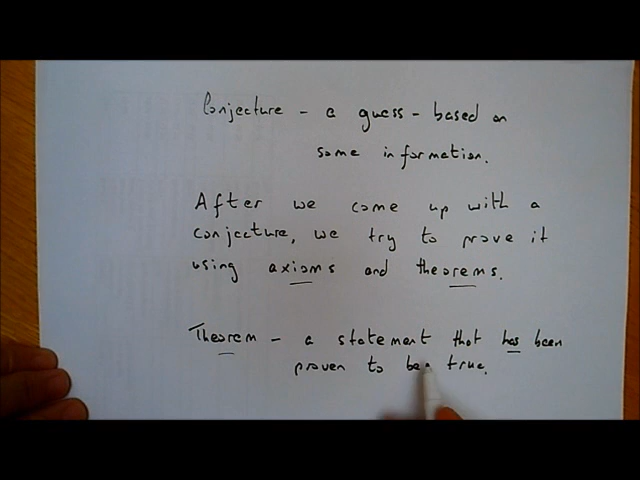 Conjecture - a guess - based on
some information.
After we come up with a
conjecture, we try to prove it
using axioms and theorems.
Theorem - a statement that has been
proven to be true.